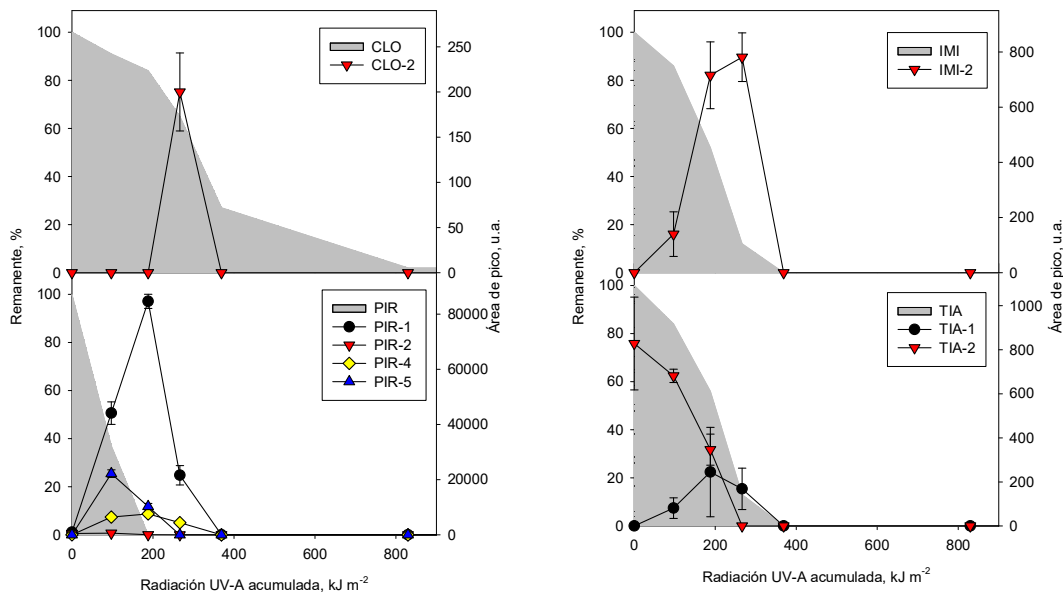 100
80
60
40
20
0
Remanente, %
CLO
CLO-2
250
200
150
100
50
0
Área de pico, u.a.
100
80
60
40
20
0
Remanente, %
PIR
PIR-1
PIR-2
PIR-4
PIR-5
80000
60000
40000
20000
0
0 200 400 600 800
Radiación UV-A acumulada, kJ m-2
100
80
60
40
20
0
Remanente, %
IMI
IMI-2
800
600
400
200
0
Área de pico, u.a.
100
80
60
40
20
0
TIA
TIA-1
TIA-2
1000
800
600
400
200
0
0 200 400 600 800
Radiación UV-A acumulada, kJ m-2